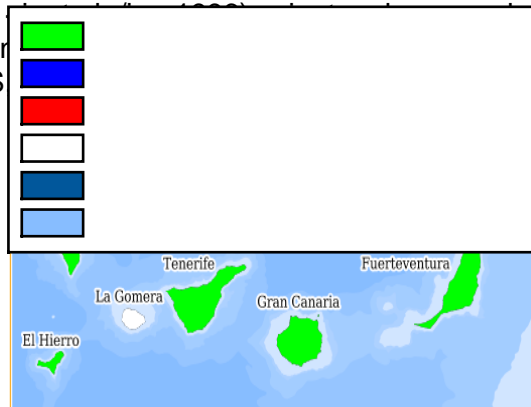 Tenerife
Fuerteventura
La Gomera
Gran Canaria
El Hierro